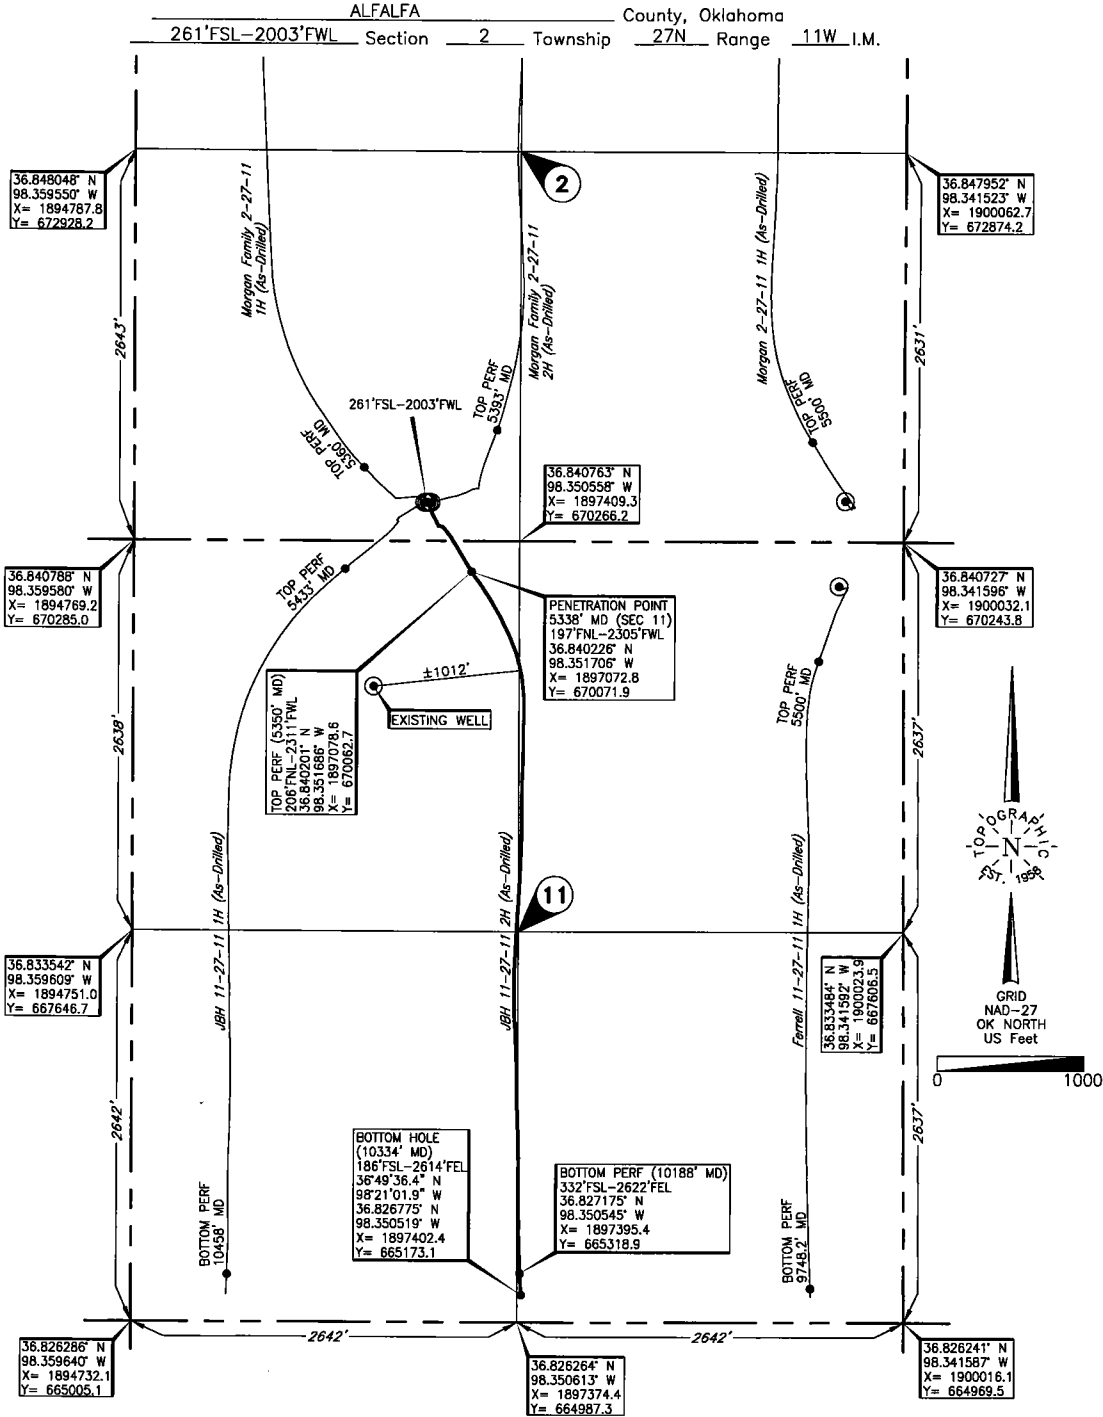 ALFALFA County, Oklahoma
261'FSL-2003'FWL Section 2 Township 27N Range 11W I.M.
36.848048° N
98.359550° W
X= 1894787.8
Y= 672928.2
2
36.847952° N
98.341523° W
X= 1900062.7
Y= 672874.2
Morgan Family 2-27-11
1H (As-Drilled)
Morgan Family 2-27-11
2H (As-Drilled)
Morgan 2-27-11 1H (As-Drilled)
2643'
2631'
TOP PERF
5360' MD
261'FSL-2003'FWL
TOP PERF
5393' MD
TOP PERF
5500' MD
36.840763° N
98.350558° W
X= 1897409.3
Y= 670266.2
36.840788° N
98.359580° W
X= 1894769.2
Y= 670285.0
36.840727° N
98.341596° W
X= 1900032.1
Y= 670243.8
TOP PERF
5433' MD
PENETRATION POINT
5338' MD (SEC 11)
197'FNL-2305'FWL
36.840226° N
98.351706° W
X= 1897072.8
Y= 670071.9
±1012'
EXISTING WELL
TOP PERF (5350' MD)
206'FNL-2311'FWL
36.840201° N
98.351686° W
X= 1897078.6
Y= 670062.7
TOP PERF
5500' MD
2638'
2637'
TOPOGRAPHIC
N
EST. 1958
JBH 11-27-11 1H (As-Drilled)
JBH 11-27-11 2H (As-Drilled)
11
Ferrell 11-27-11 1H (As-Drilled)
36.833542° N
98.359609° W
X= 1894751.0
Y= 667646.7
36.833484° N
98.341592° W
X= 1900023.9
Y= 667606.5
GRID
NAD-27
OK NORTH
US Feet
0 1000
2642'
2637'
BOTTOM HOLE
(10334' MD)
186'FSL-2614'FEL
36°49'36.4" N
98°21'01.9" W
36.826775° N
98.350519° W
X= 1897402.4
Y= 665173.1
BOTTOM PERF (10188' MD)
332'FSL-2622'FEL
36.827175° N
98.350545° W
X= 1897395.4
Y= 665318.9
BOTTOM PERF
10458' MD
BOTTOM PERF
9748.2' MD
2642'
2642'
36.826286° N
98.359640° W
X= 1894732.1
Y= 665005.1
36.826264° N
98.350613° W
X= 1897374.4
Y= 664987.3
36.826241° N
98.341587° W
X= 1900016.1
Y= 664969.5